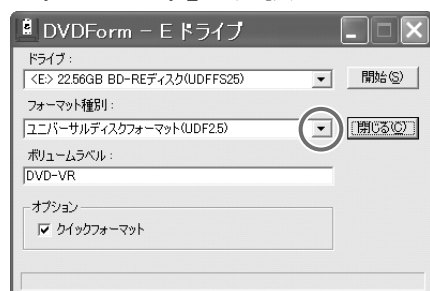 DVDForm － E ドライブ
ドライブ :
<E:> 22.56GB BD-REディスク(UDFFS25)
開始(S)
フォーマット種別 :
ユニバーサルディスクフォーマット(UDF2.5)
閉じる(C)
ボリュームラベル :
DVD-VR
オプション
クイックフォーマット